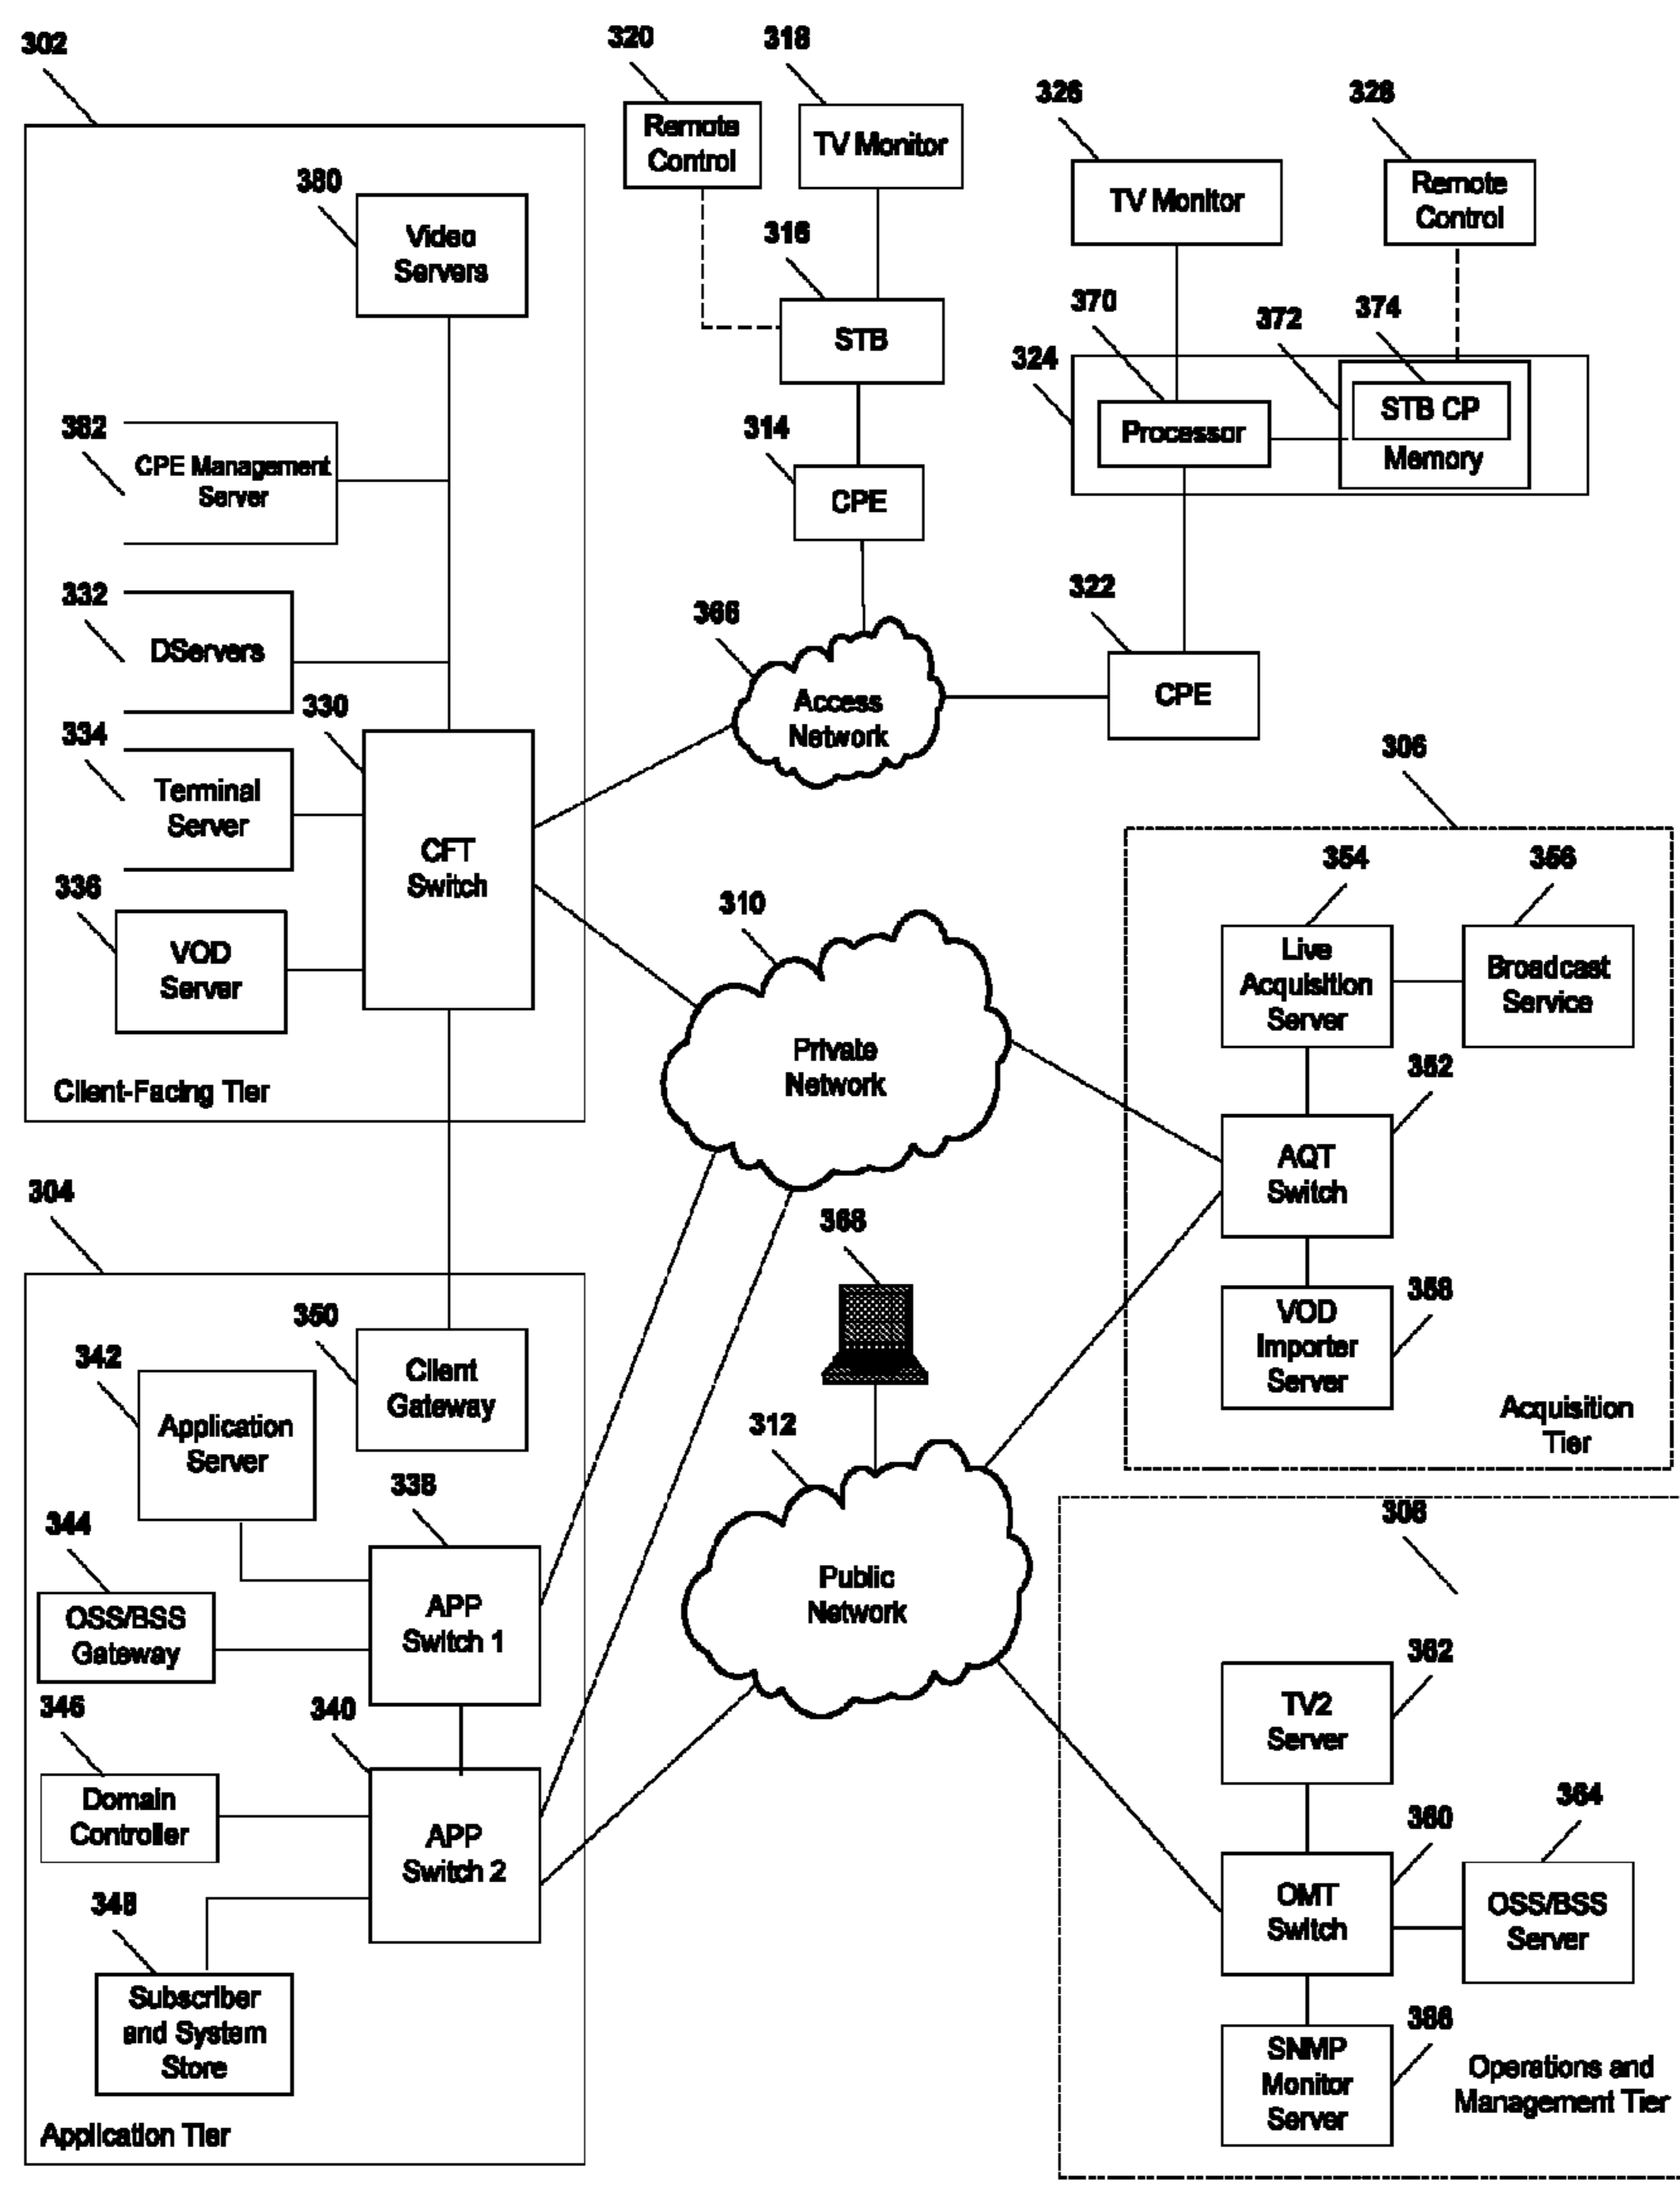 302
320
318
326
328
Remote
Control
TV Monitor
TV Monitor
Remote
Control
380
Video
Servers
316
STB
370
372
374
324
Processor
STB CP
Memory
382
CPE Management
Server
314
CPE
332
DServers
366
Access
Network
322
CPE
330
334
Terminal
Server
CFT
Switch
336
VOD
Server
Client-Facing Tier
310
Private
Network
306
354
356
Live
Acquisition
Server
Broadcast
Service
352
AQT
Switch
358
VOD
Importer
Server
Acquisition
Tier
304
350
Client
Gateway
342
Application
Server
368
312
Public
Network
338
344
OSS/BSS
Gateway
APP
Switch 1
346
340
Domain
Controller
APP
Switch 2
348
Subscriber
and System
Store
Application Tier
308
362
TV2
Server
360
364
OMT
Switch
OSS/BSS
Server
386
SNMP
Monitor
Server
Operations and
Management Tier